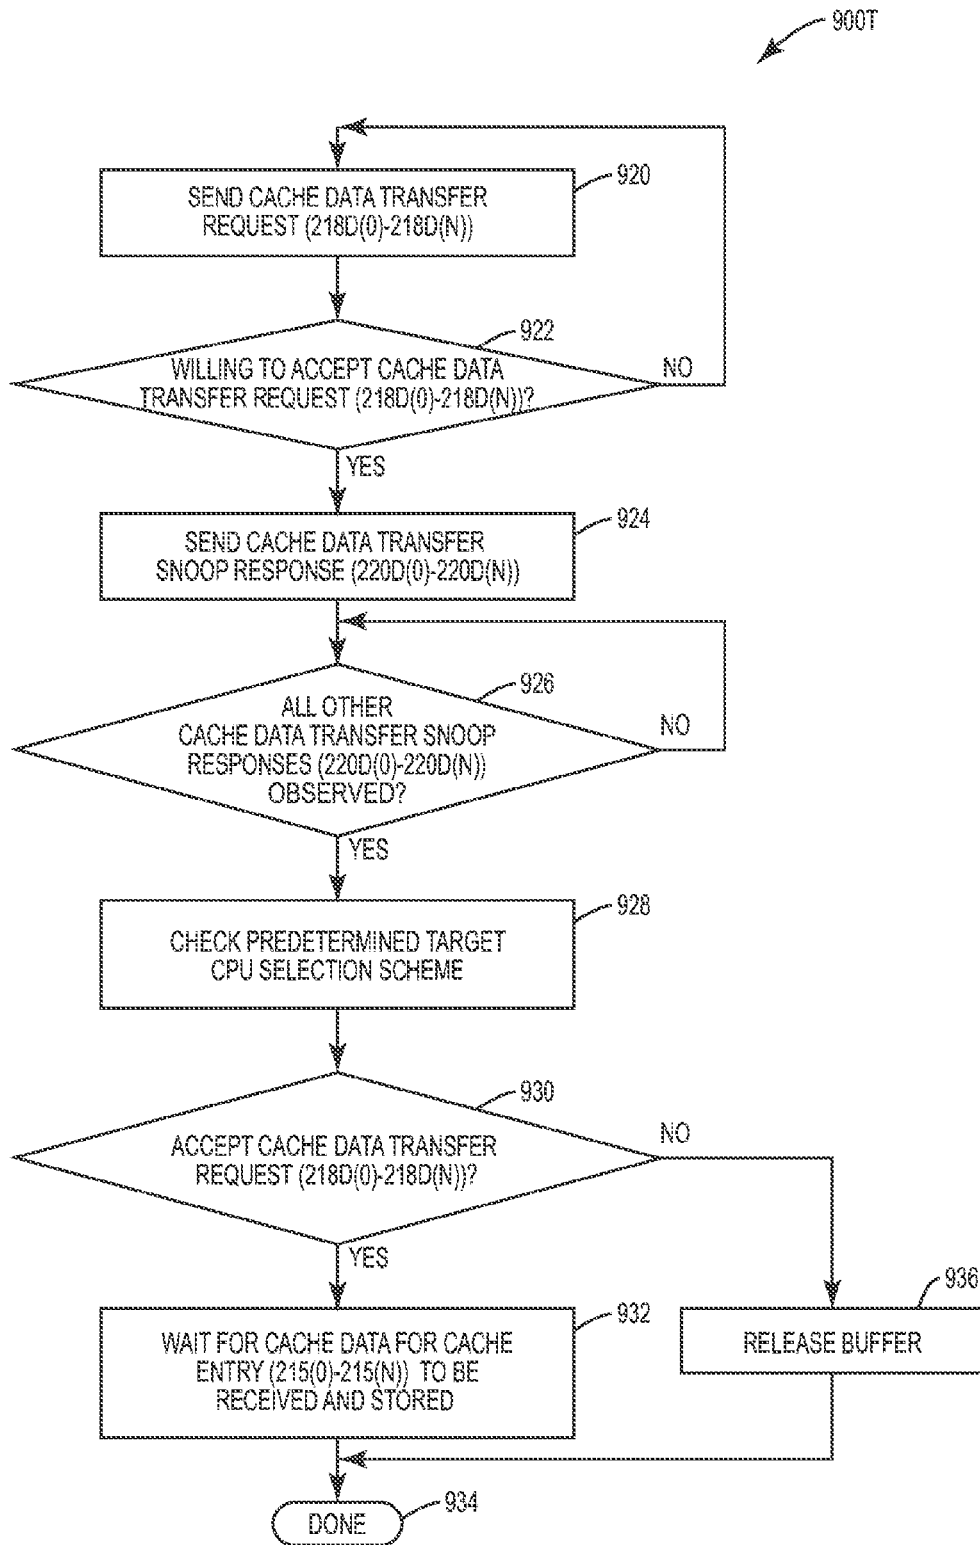 900T
920
SEND CACHE DATA TRANSFER
REQUEST (218D(0)-218D(N))
922
WILLING TO ACCEPT CACHE DATA
TRANSFER REQUEST (218D(0)-218D(N))?
NO
YES
924
SEND CACHE DATA TRANSFER
SNOOP RESPONSE (220D(0)-220D(N))
926
ALL OTHER
CACHE DATA TRANSFER SNOOP
RESPONSES (220D(0)-220D(N))
OBSERVED?
NO
YES
928
CHECK PREDETERMINED TARGET
CPU SELECTION SCHEME
930
ACCEPT CACHE DATA TRANSFER
REQUEST (218D(0)-218D(N))?
NO
YES
932
WAIT FOR CACHE DATA FOR CACHE
ENTRY (215(0)-215(N)) TO BE
RECEIVED AND STORED
936
RELEASE BUFFER
934
DONE